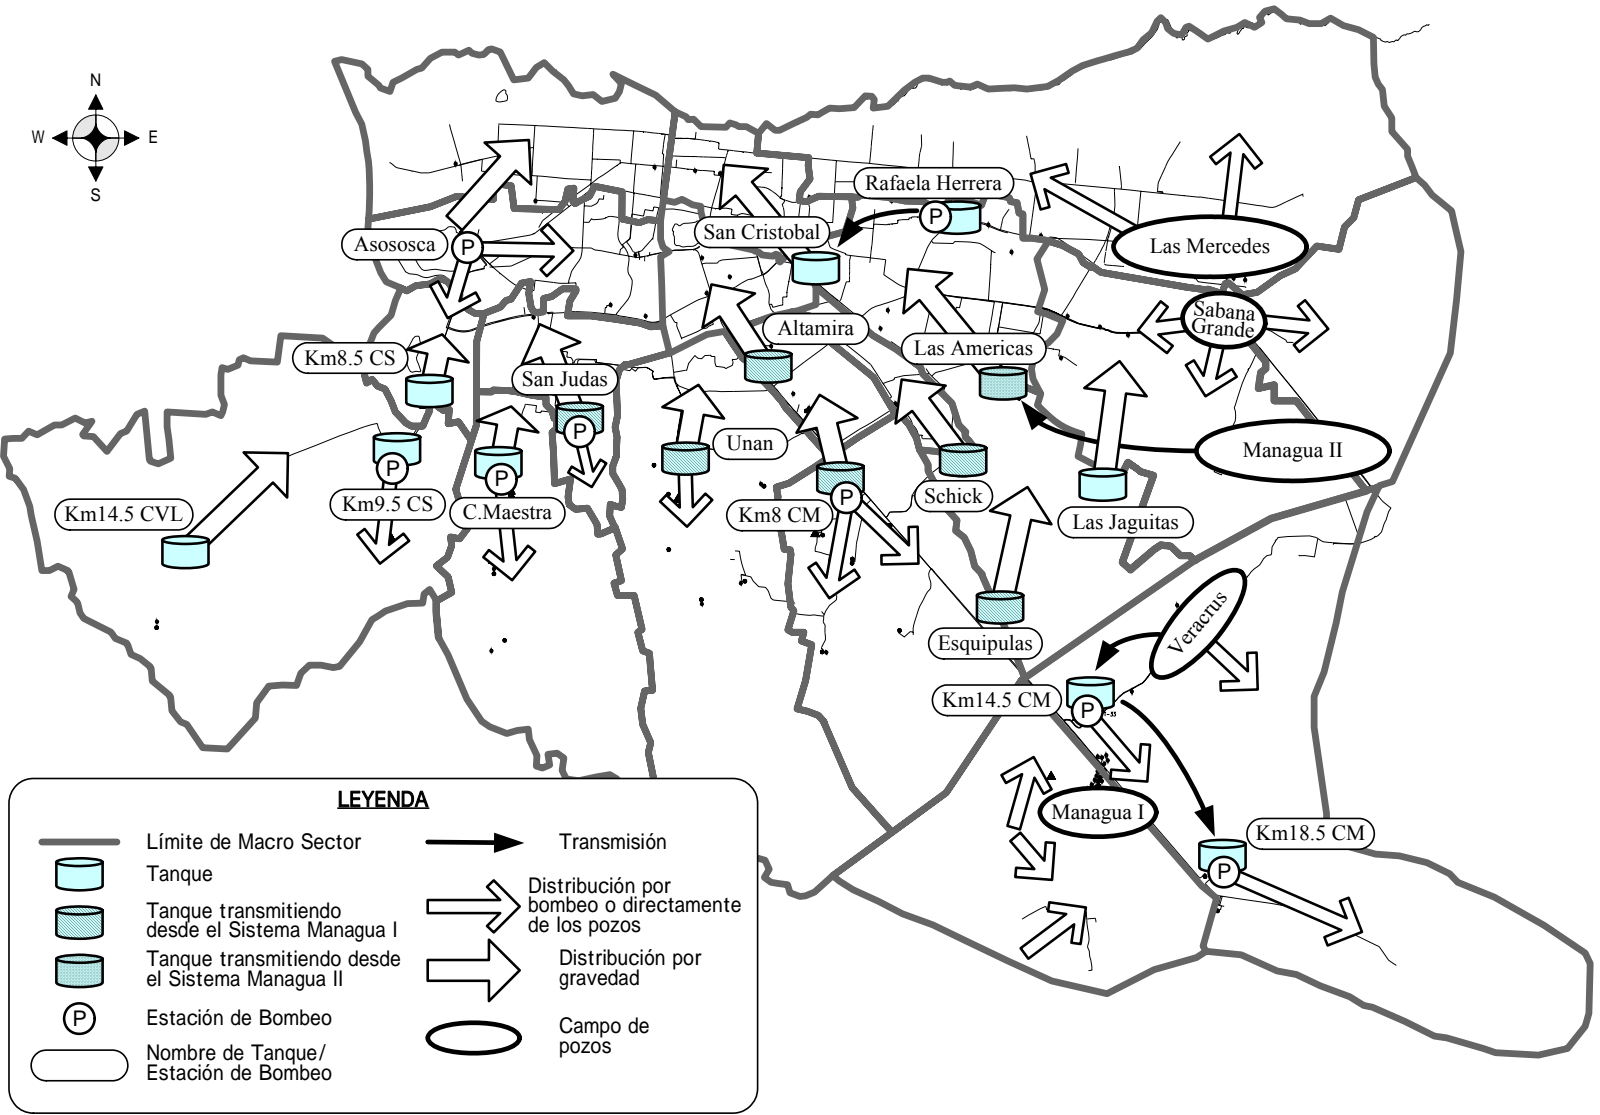 N
W
E
S
Rafaela Herrera
P
San Cristobal
Asososca
P
Las Mercedes
Sabana
Grande
Altamira
Las Americas
Km8.5 CS
San Judas
P
Unan
Managua II
Km9.5 CS
P
C.Maestra
P
Km14.5 CVL
Km8 CM
P
Schick
Las Jaguitas
Esquipulas
Veracrus
Km14.5 CM
P
Managua I
Km18.5 CM
P
LEYENDA
Límite de Macro Sector
Tanque
Tanque transmitiendo
desde el Sistema Managua I
Tanque transmitiendo desde
el Sistema Managua II
P
Estación de Bombeo
Nombre de Tanque/
Estación de Bombeo
Transmisión
Distribución por
bombeo o directamente
de los pozos
Distribución por
gravedad
Campo de
pozos